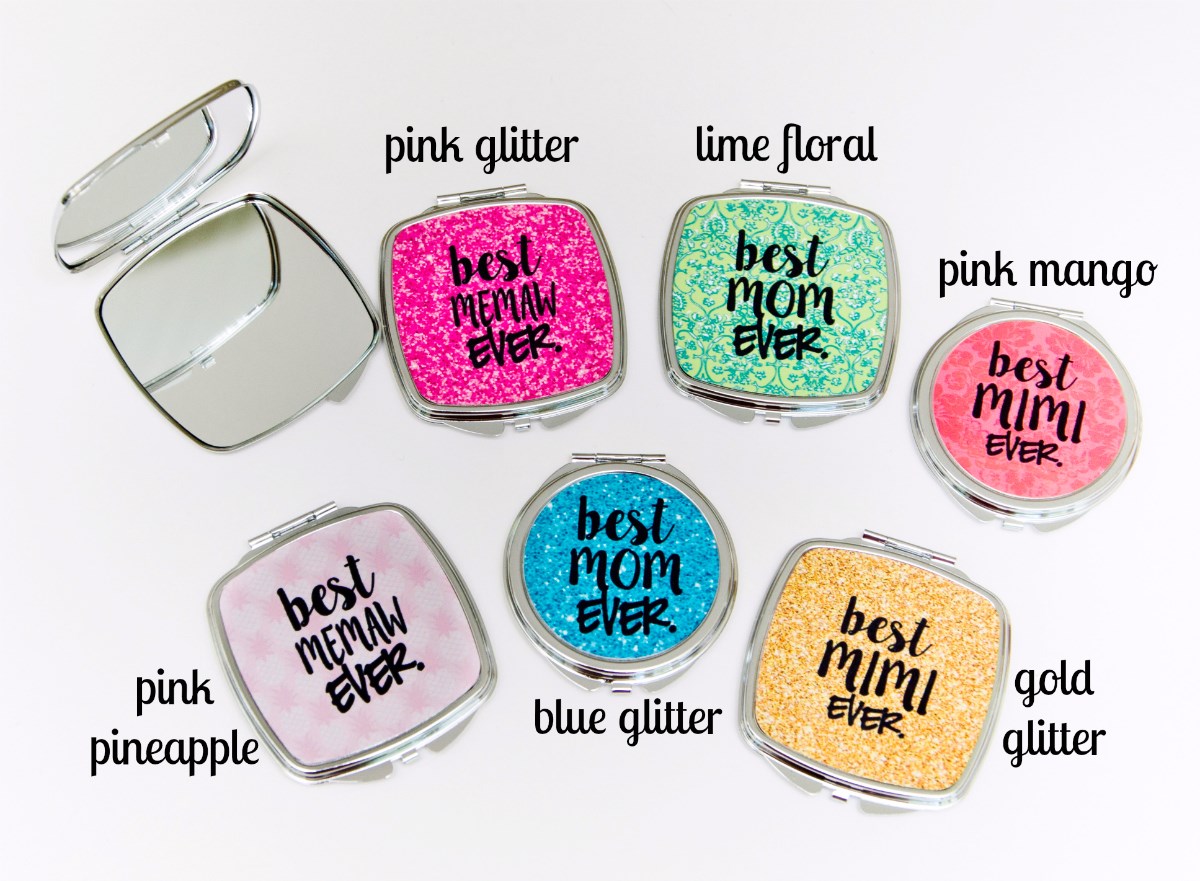 pink glitter
best
MEMAW
EVER.
lime floral
best
MOM
EVER.
pink mango
best
MIMI
EVER.
pink
pineapple
best
MEMAW
EVER.
blue glitter
best
MOM
EVER.
gold
glitter
best
MIMI
EVER.